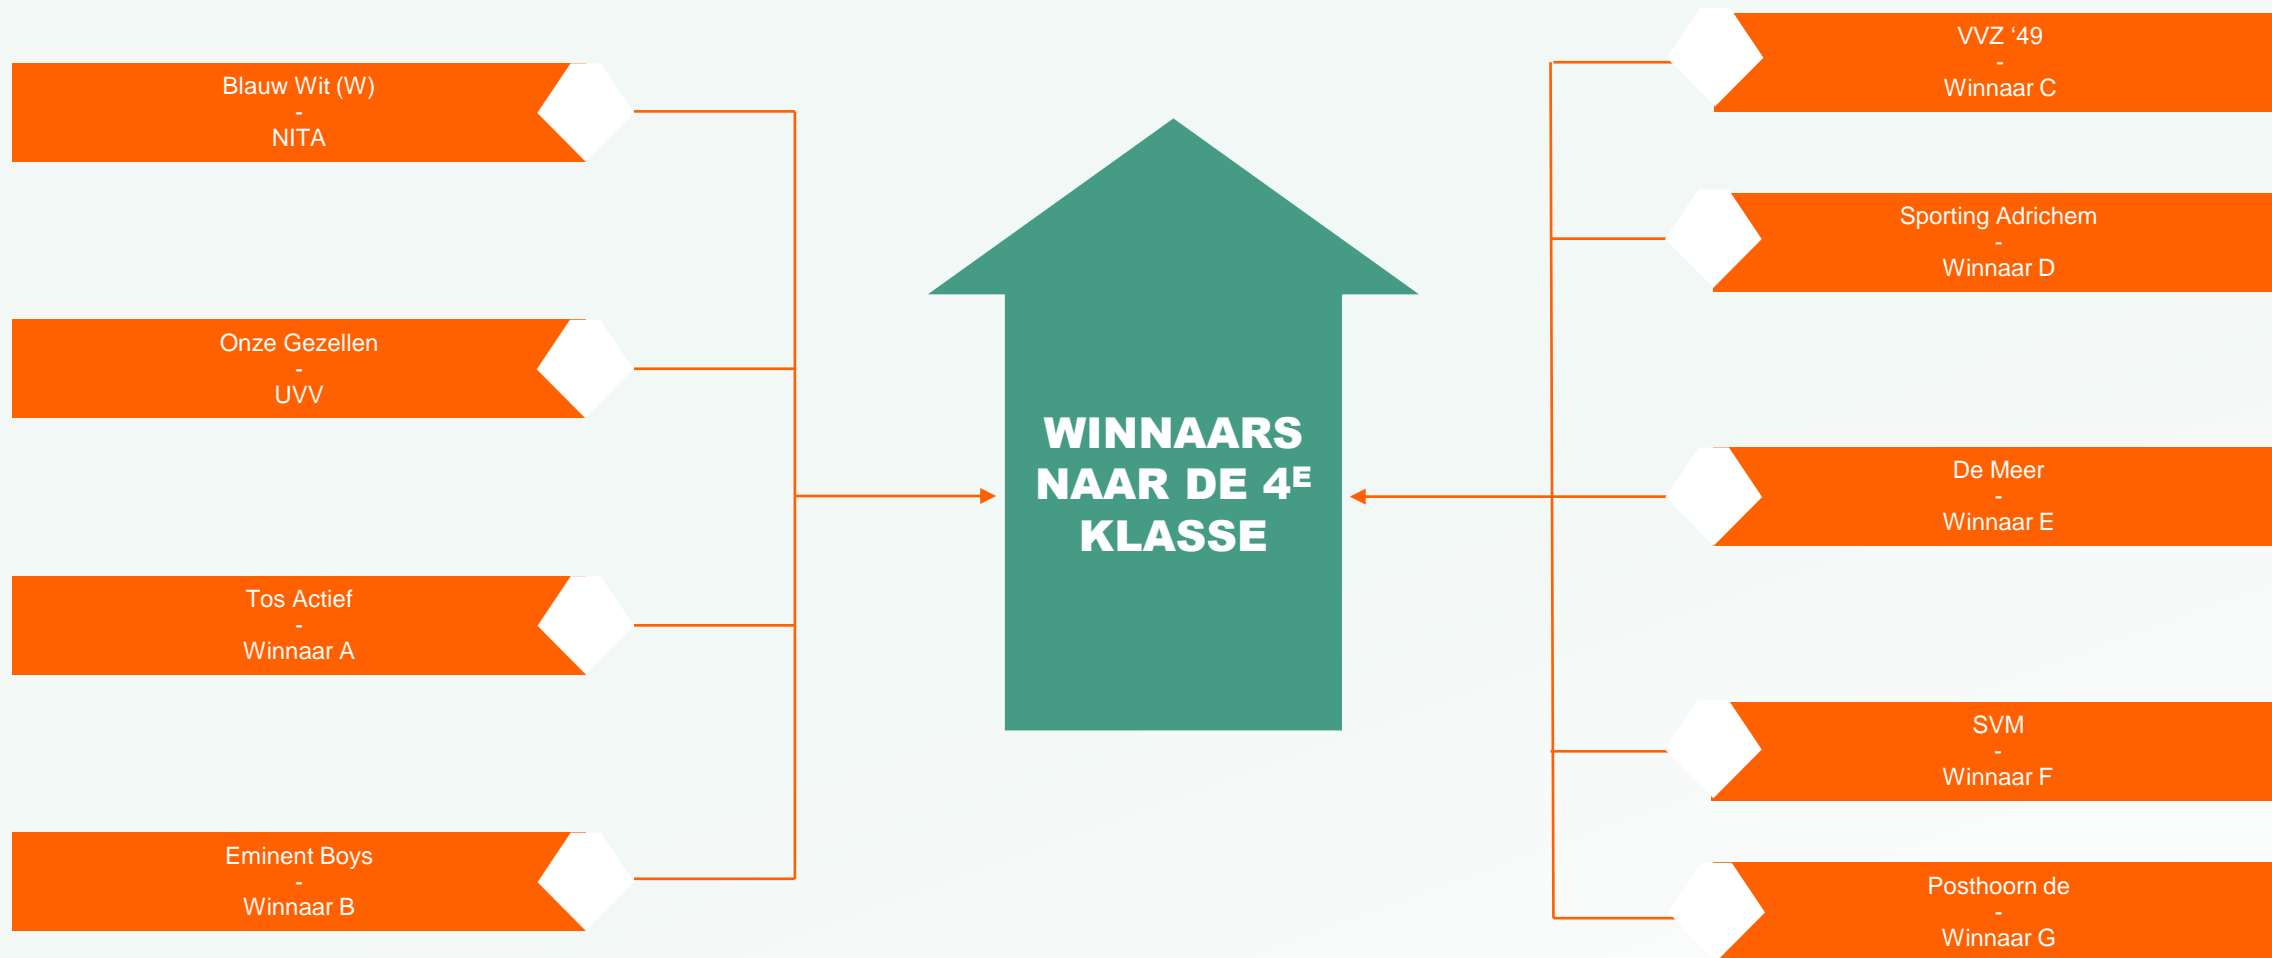 Blauw Wit (W)
-
NITA
Onze Gezellen
-
UVV
Tos Actief
-
Winnaar A
Eminent Boys
-
Winnaar B
WINNAARS
NAAR DE 4E
KLASSE
VVZ ‘49
-
Winnaar C
Sporting Adrichem
-
Winnaar D
De Meer
-
Winnaar E
SVM
-
Winnaar F
Posthoorn de
-
Winnaar G